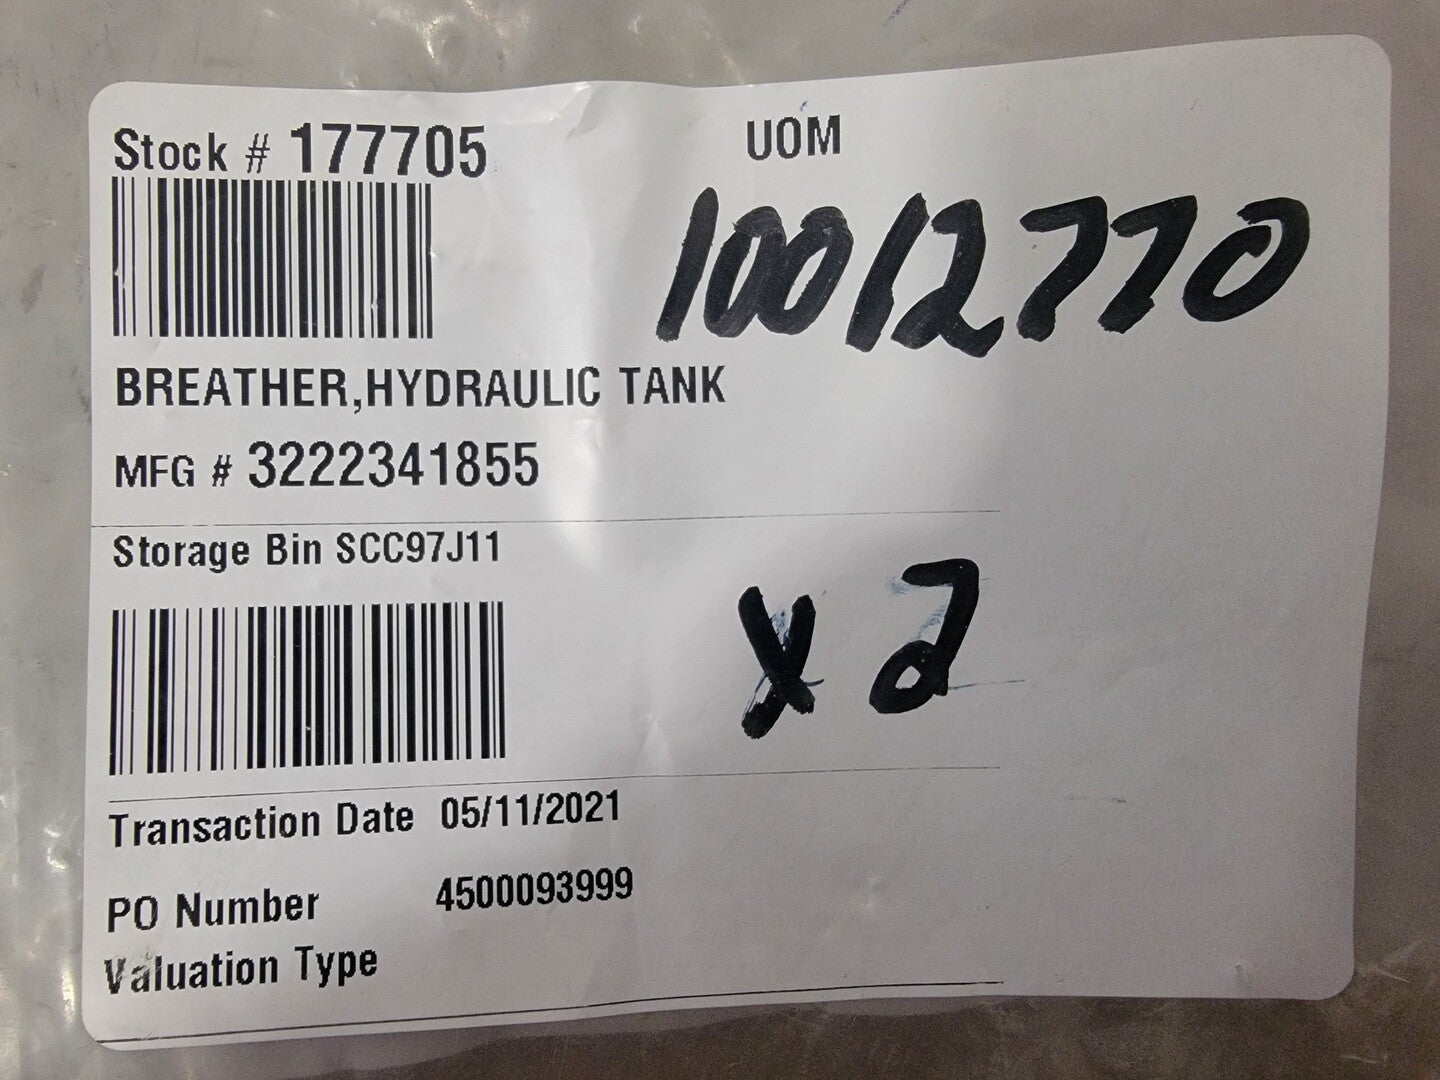 Stock # 177705
UOM
10012770
BREATHER,HYDRAULIC TANK
MFG # 3222341855
Storage Bin SCC97J11
x2
Transaction Date 05/11/2021
PO Number 4500093999
Valuation Type